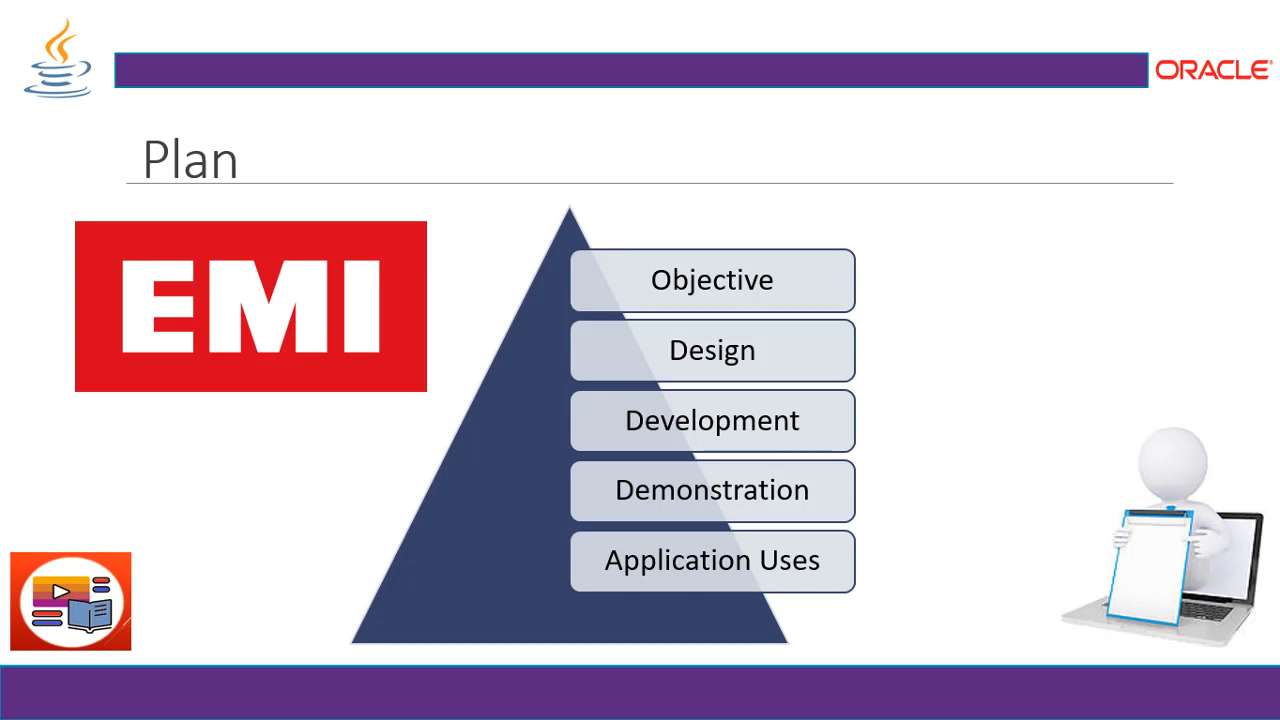 ORACLE
Plan
EMI
Objective
Design
Development
Demonstration
Application Uses